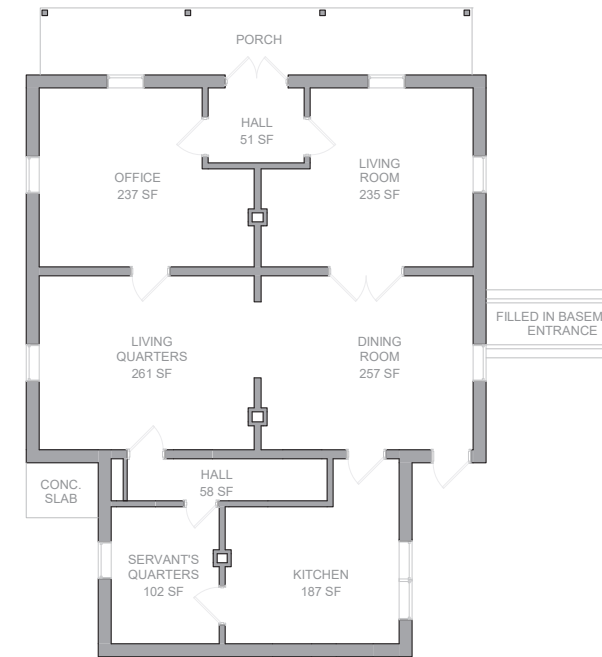 PORCH
HALL
51 SF
OFFICE
237 SF
LIVING
ROOM
235 SF
FILLED IN BASEM
ENTRANCE
LIVING
QUARTERS
261 SF
DINING
ROOM
257 SF
HALL
58 SF
CONC.
SLAB
SERVANT'S
QUARTERS
102 SF
KITCHEN
187 SF